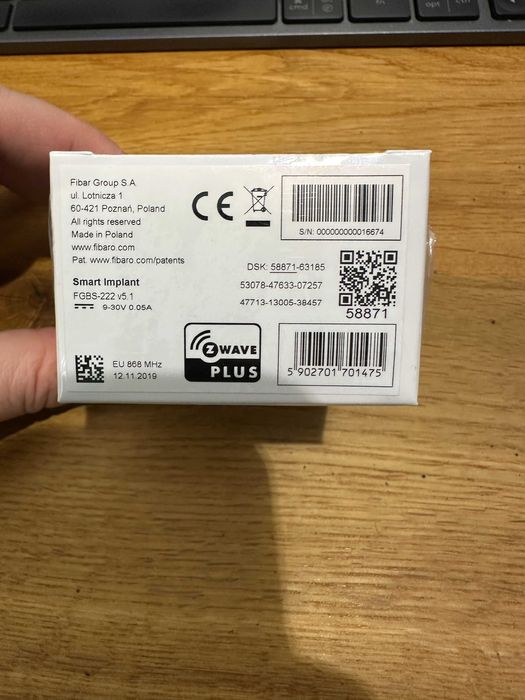 opt
ctrl
Fibar Group S.A.
ul. Lotnicza 1
60-421 Poznań, Poland
All rights reserved
Made in Poland
www.fibaro.com
Pat. www.fibaro.com/patents
Smart Implant
FGBS-222 v5.1
9-30V 0.05A
EU 868 MHz
12.11.2019
CE
S/N: 000000000016674
DSK: 58871-63185
53078-47633-07257
47713-13005-38457
58871
Z WAVE
PLUS
5 902701 701475